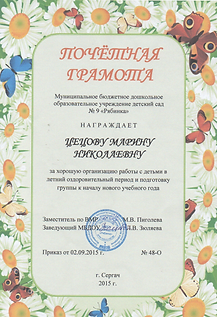 ПОЧЁТНАЯ
ГРАМОТА
Муниципальное бюджетное дошкольное
образовательное учреждение детский сад
№ 9 «Рябинка»
НАГРАЖДАЕТ
ЦЕЦОВУ МАРИНУ
НИКОЛАЕВНУ
за хорошую организацию работы с детьми в
летний оздоровительный период и подготовку
группы к началу нового учебного года
Заместитель по ВМР М.В. Пиголева
Заведующий МБДОУ Л.В. Зюляева
Приказ от 02.09.2015 г. № 48-О
г. Сергач
2015 г.